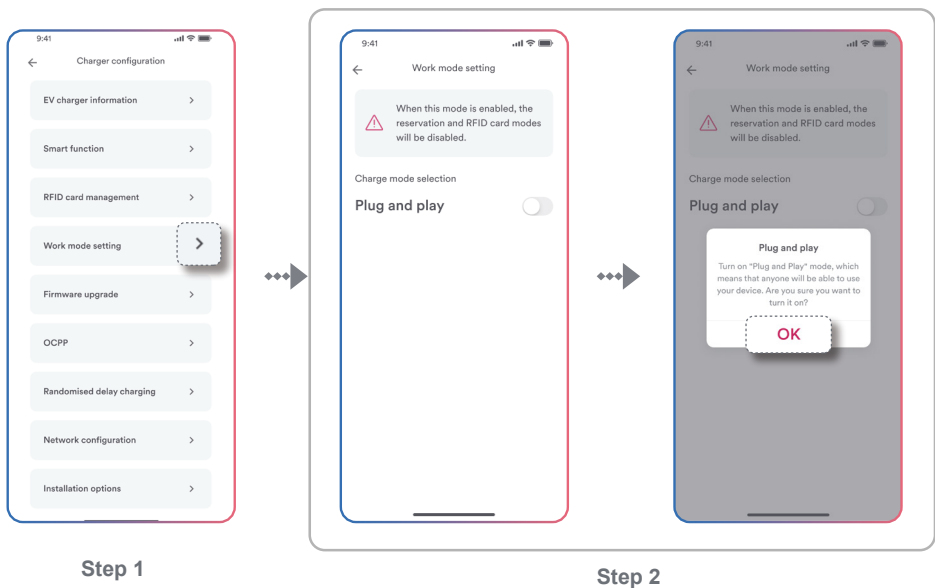 9:41
Charger configuration
EV charger information
Smart function
RFID card management
Work mode setting
Firmware upgrade
OCPP
Randomised delay charging
Network configuration
Installation options
Step 1
9:41
Work mode setting
When this mode is enabled, the
reservation and RFID card modes
will be disabled.
Charge mode selection
Plug and play
9:41
Work mode setting
When this mode is enabled, the
reservation and RFID card modes
will be disabled.
Charge mode selection
Plug and play
Plug and play
Turn on "Plug and Play" mode, which
means that anyone will be able to use
your device. Are you sure you want to
turn it on?
OK
Step 2